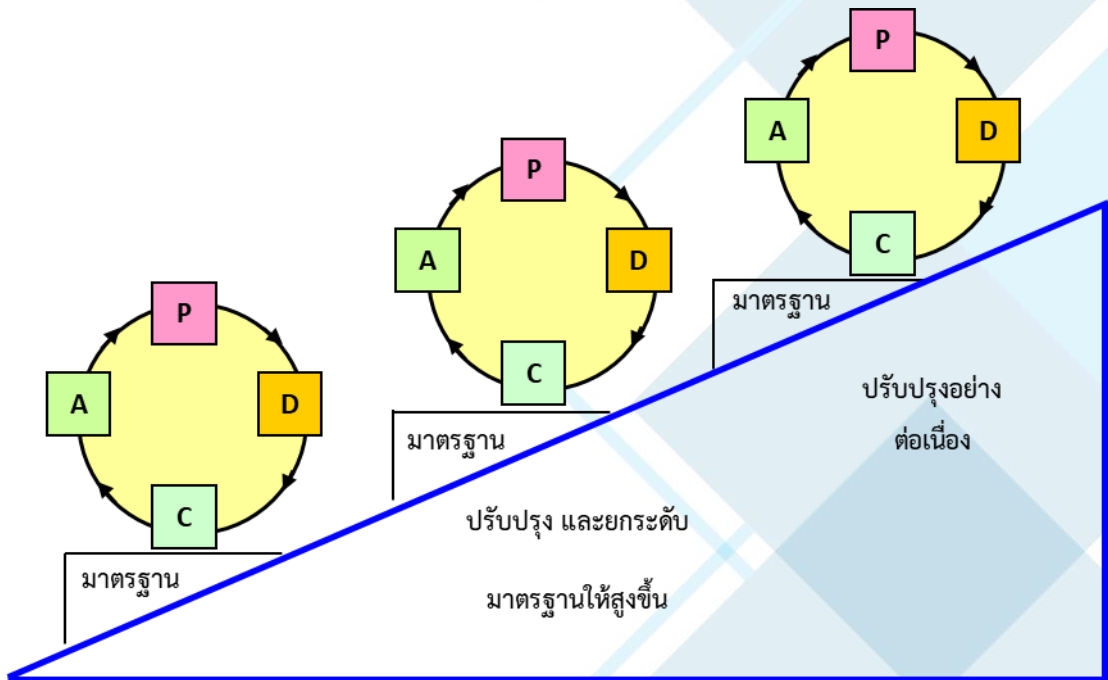 P
A
D
C
มาตรฐาน
P
A
D
C
มาตรฐาน
P
A
D
C
มาตรฐาน
ปรับปรุง และยกระดับ
มาตรฐานให้สูงขึ้น
ปรับปรุงอย่าง
ต่อเนื่อง